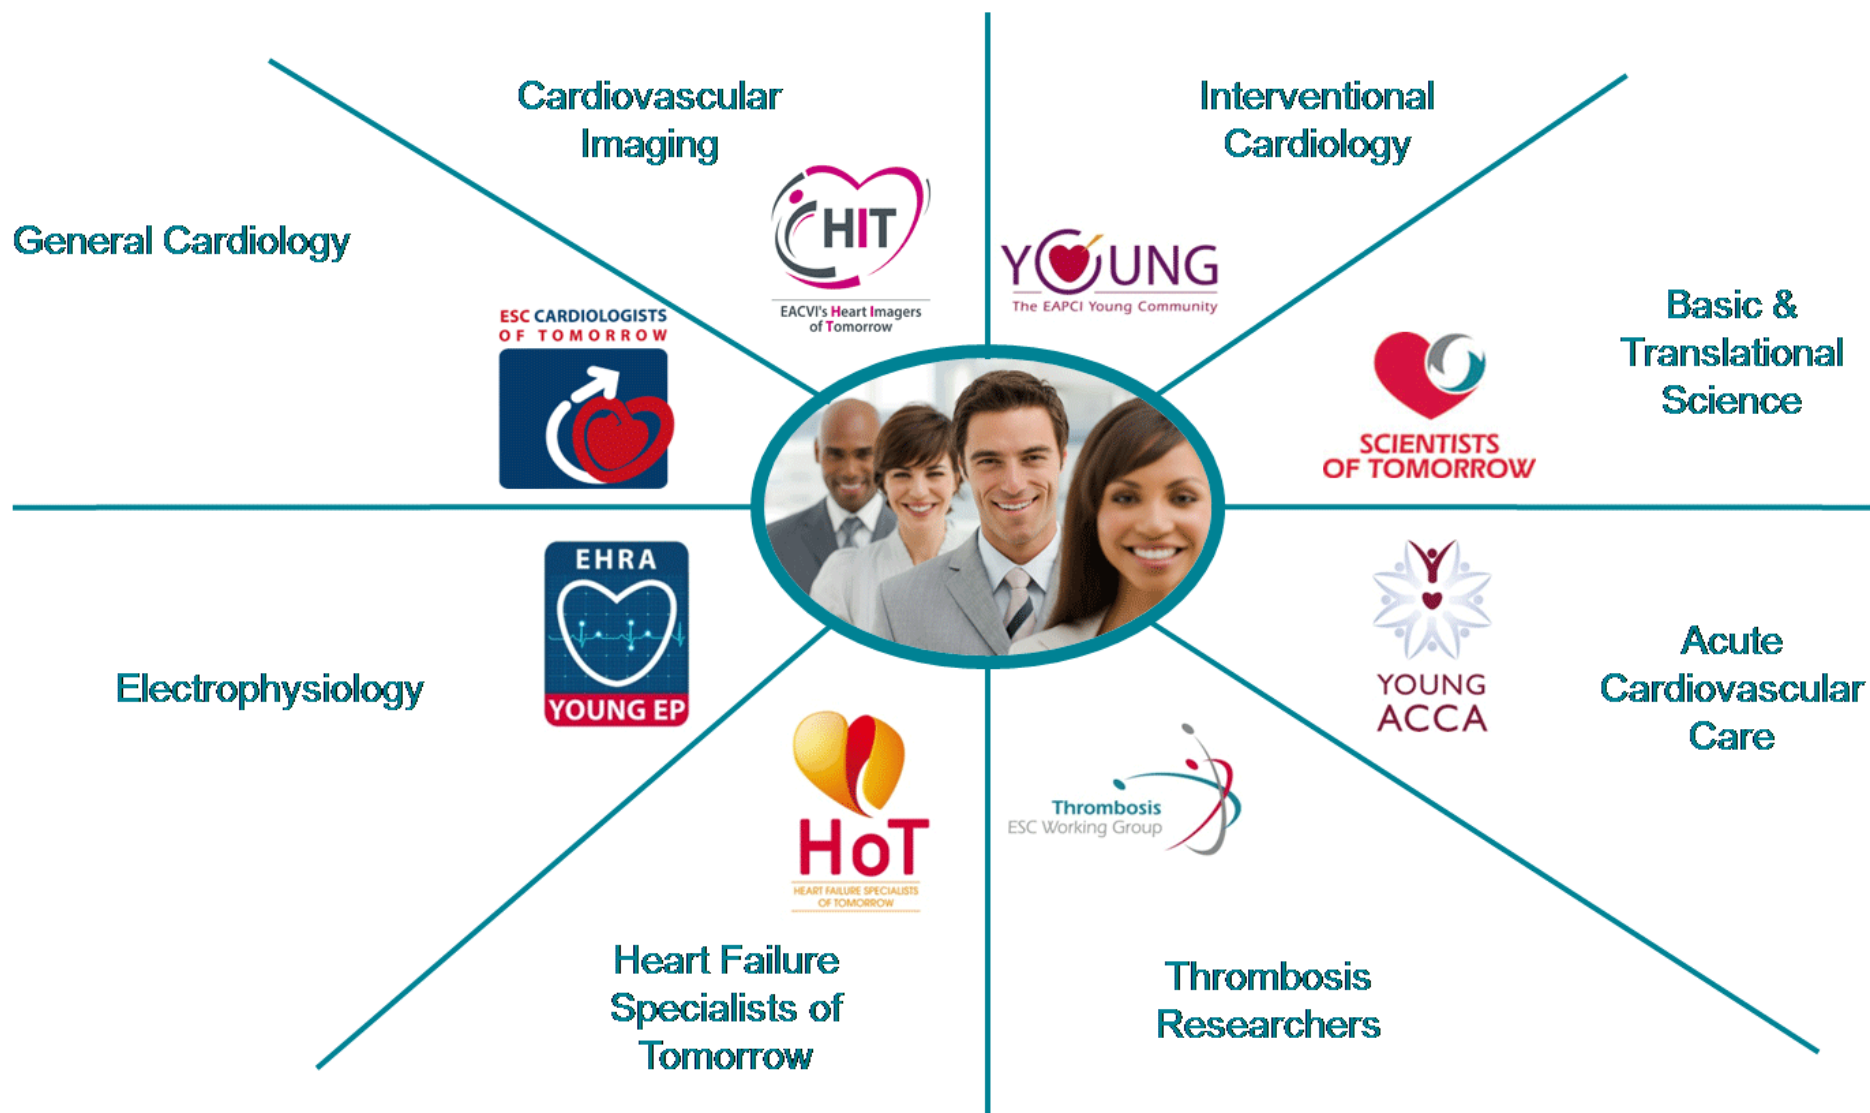 Cardiovascular
Imaging
Interventional
Cardiology
General Cardiology
HIT
EACVI's Heart Imagers
of Tomorrow
YOUNG
The EAPCI Young Community
ESC CARDIOLOGISTS
OF TOMORROW
Basic &
Translational
Science
SCIENTISTS
OF TOMORROW
EHRA
YOUNG EP
Electrophysiology
YOUNG
ACCA
Acute
Cardiovascular
Care
HoT
HEART FAILURE SPECIALISTS
OF TOMORROW
Thrombosis
ESC Working Group
Heart Failure
Specialists of
Tomorrow
Thrombosis
Researchers